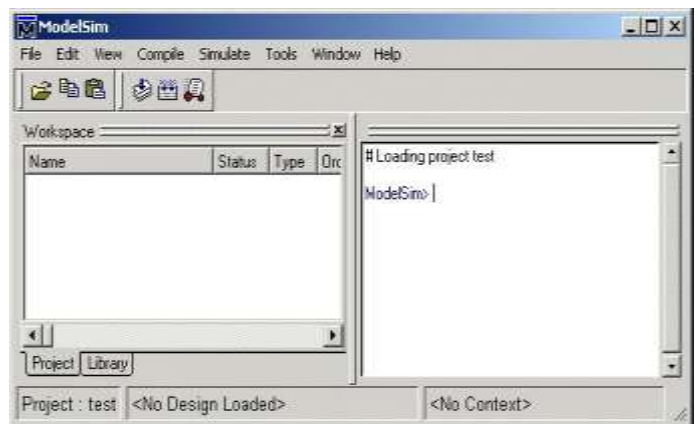 ModelSim
File Edit View Compile Simulate Tools Window Help
Workspace
Name Status Type Orc
# Loading project test
ModelSim>
Project Library
Project : test <No Design Loaded> <No Context>